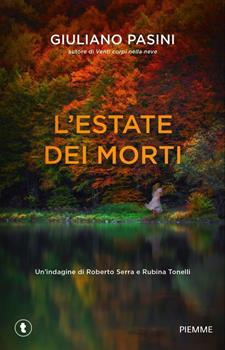 GIULIANO PASINI
autore di Venti corpi nella neve
L'ESTATE
DEI MORTI
Un'indagine di Roberto Serra e Rubina Tonelli
t
PIEMME